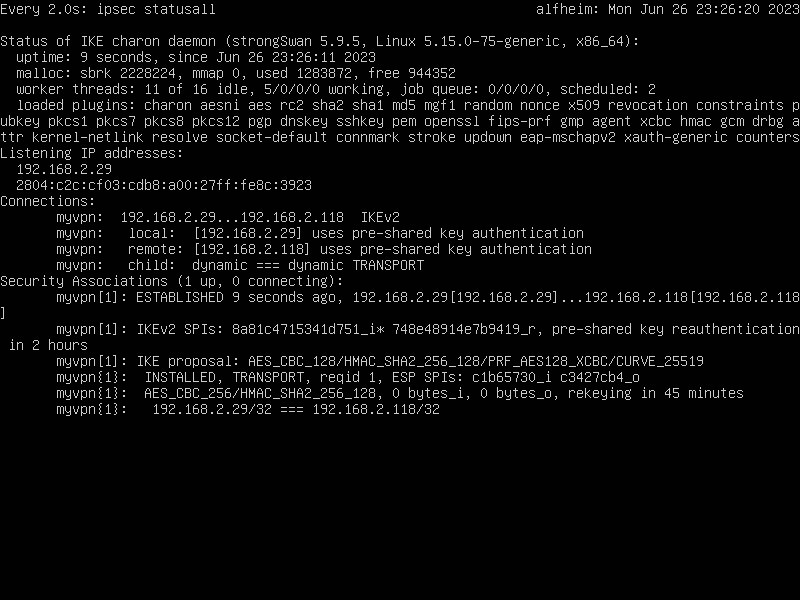 Every 2.0s: ipsec statusall alfheim: Mon Jun 26 23:26:20 2023
Status of IKE charon daemon (strongSwan 5.9.5, Linux 5.15.0-75-generic, x86_64):
uptime: 9 seconds, since Jun 26 23:26:11 2023
malloc: sbrk 2228224, mmap 0, used 1283872, free 944352
worker threads: 11 of 16 idle, 5/0/0/0 working, job queue: 0/0/0/0, scheduled: 2
loaded plugins: charon aesni aes rc2 sha2 sha1 md5 mgf1 random nonce x509 revocation constraints p
ubkey pkcs1 pkcs7 pkcs8 pkcs12 pgp dnskey sshkey pem openssl fips-prf gmp agent xcbc hmac gcm drbg a
ttr kernel-netlink resolve socket-default connmark stroke updown eap-mschapv2 xauth-generic counters
Listening IP addresses:
192.168.2.29
2804:c2c:cf03:cdb8:a00:27ff:fe8c:3923
Connections:
myvpn: 192.168.2.29...192.168.2.118 IKEv2
myvpn: local: [192.168.2.29] uses pre-shared key authentication
myvpn: remote: [192.168.2.118] uses pre-shared key authentication
myvpn: child: dynamic === dynamic TRANSPORT
Security Associations (1 up, 0 connecting):
myvpn[1]: ESTABLISHED 9 seconds ago, 192.168.2.29[192.168.2.29]...192.168.2.118[192.168.2.118
]
myvpn[1]: IKEv2 SPIs: 8a81c4715341d751_i* 748e48914e7b9419_r, pre-shared key reauthentication
in 2 hours
myvpn[1]: IKE proposal: AES_CBC_128/HMAC_SHA2_256_128/PRF_AES128_XCBC/CURVE_25519
myvpn{1}: INSTALLED, TRANSPORT, reqid 1, ESP SPIs: c1b65730_i c3427cb4_o
myvpn{1}: AES_CBC_256/HMAC_SHA2_256_128, 0 bytes_i, 0 bytes_o, rekeying in 45 minutes
myvpn{1}: 192.168.2.29/32 === 192.168.2.118/32